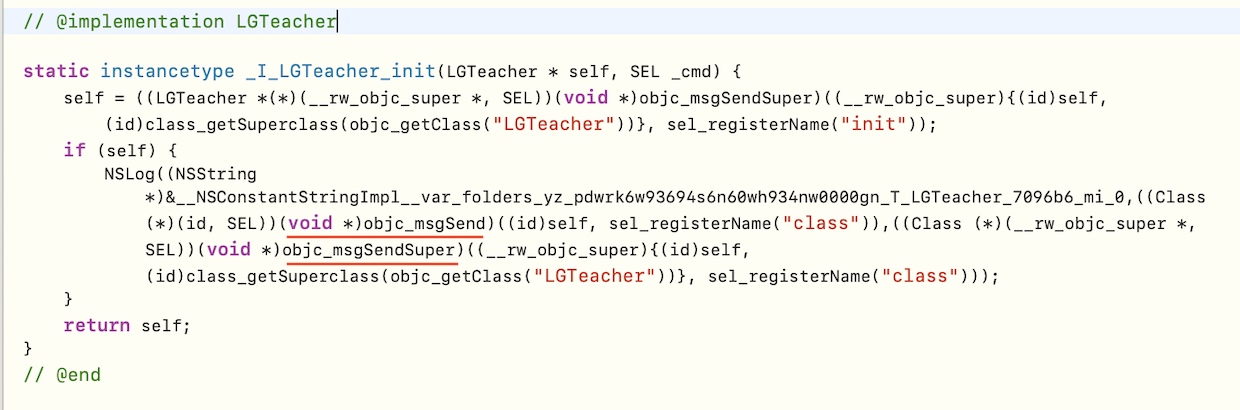 // @implementation LGTeacher
static instancetype _I_LGTeacher_init(LGTeacher * self, SEL _cmd) {
self = ((LGTeacher *(*)(__rw_objc_super *, SEL))(void *)objc_msgSendSuper)((__rw_objc_super){(id)self,
(id)class_getSuperclass(objc_getClass("LGTeacher"))}, sel_registerName("init"));
if (self) {
NSLog((NSString
*)&__NSConstantStringImpl__var_folders_yz_pdwrk6w93694s6n60wh934nw0000gn_T_LGTeacher_7096b6_mi_0,((Class
(*)(id, SEL))(void *)objc_msgSend)((id)self, sel_registerName("class")),((Class (*)(__rw_objc_super *,
SEL))(void *)objc_msgSendSuper)((__rw_objc_super){(id)self,
(id)class_getSuperclass(objc_getClass("LGTeacher"))}, sel_registerName("class")));
}
return self;
}
// @end